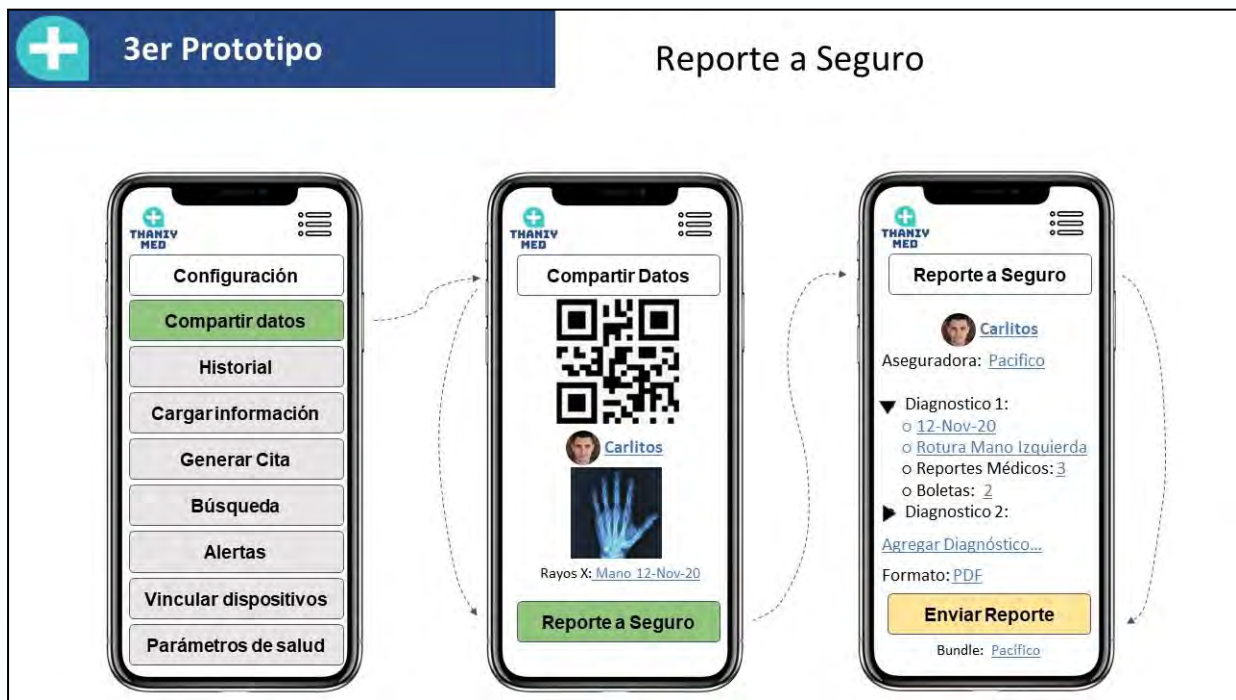 3er Prototipo
Reporte a Seguro
THANIY
MED
Configuración
Compartir datos
Historial
Cargar información
Generar Cita
Búsqueda
Alertas
Vincular dispositivos
Parámetros de salud
THANIY
MED
Compartir Datos
Carlitos
Rayos X: Mano 12-Nov-20
Reporte a Seguro
THANIY
MED
Reporte a Seguro
Carlitos
Aseguradora: Pacifico
Diagnostico 1:
o 12-Nov-20
o Rotura Mano Izquierda
o Reportes Médicos: 3
o Boletas: 2
Diagnostico 2:
Agregar Diagnóstico...
Formato: PDF
Enviar Reporte
Bundle: Pacífico